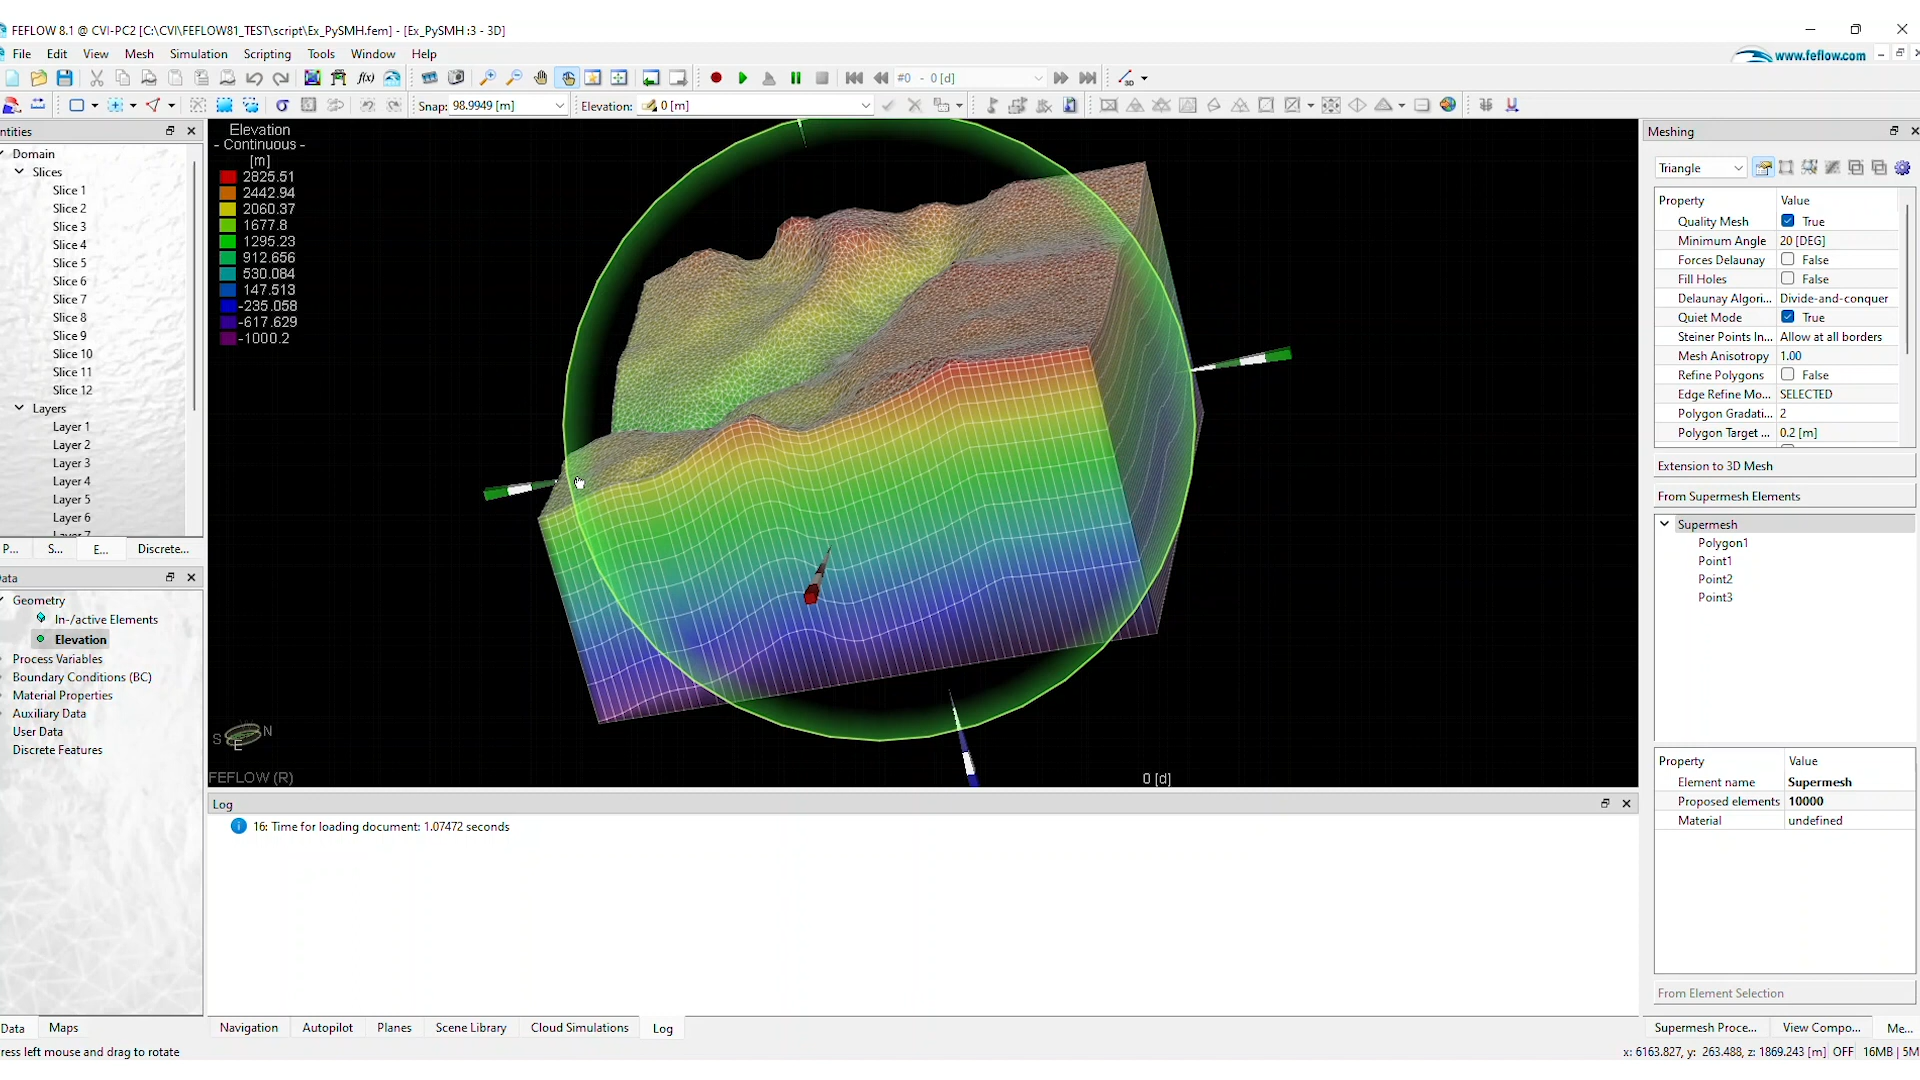 FEFLOW 8.1 @ CVI-PC2 [C:\CVI\FEFLOW81_TEST\script\Ex_PySMH.fem] - [Ex_PySMH :3 - 3D]
File Edit View Mesh Simulation Scripting Tools Window Help
www.feflow.com
f(x) #0 - 0 [d] 3D
Snap: 98.9949 [m] Elevation: 0 [m]
ntities
Domain
Slices
Slice 1
Slice 2
Slice 3
Slice 4
Slice 5
Slice 6
Slice 7
Slice 8
Slice 9
Slice 10
Slice 11
Slice 12
Layers
Layer 1
Layer 2
Layer 3
Layer 4
Layer 5
Layer 6
Layer 7
P... S... E... Discrete...
ata
Geometry
In-/active Elements
Elevation
Process Variables
Boundary Conditions (BC)
Material Properties
Auxiliary Data
User Data
Discrete Features
Data Maps
ress left mouse and drag to rotate
Elevation
- Continuous -
[m]
2825.51
2442.94
2060.37
1677.8
1295.23
912.656
530.084
147.513
-235.058
-617.629
-1000.2
S E N
FEFLOW (R)
0 [d]
Log
16: Time for loading document: 1.07472 seconds
Navigation Autopilot Planes Scene Library Cloud Simulations Log
Meshing
Triangle
Property Value
Quality Mesh True
Minimum Angle 20 [DEG]
Forces Delaunay False
Fill Holes False
Delaunay Algori... Divide-and-conquer
Quiet Mode True
Steiner Points In... Allow at all borders
Mesh Anisotropy 1.00
Refine Polygons False
Edge Refine Mo... SELECTED
Polygon Gradati... 2
Polygon Target ... 0.2 [m]
Extension to 3D Mesh
From Supermesh Elements
Supermesh
Polygon1
Point1
Point2
Point3
Property Value
Element name Supermesh
Proposed elements 10000
Material undefined
From Element Selection
Supermesh Proce... View Compo... Me...
x: 6163.827, y: 263.488, z: 1869.243 [m] OFF 16MB | 5M